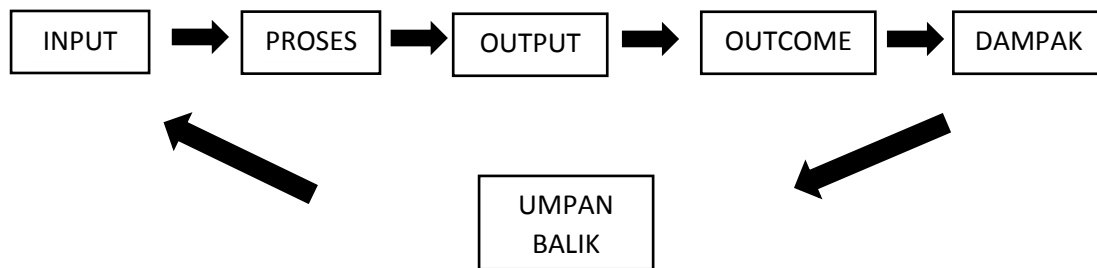 INPUT
PROSES
OUTPUT
OUTCOME
DAMPAK
UMPAN
BALIK